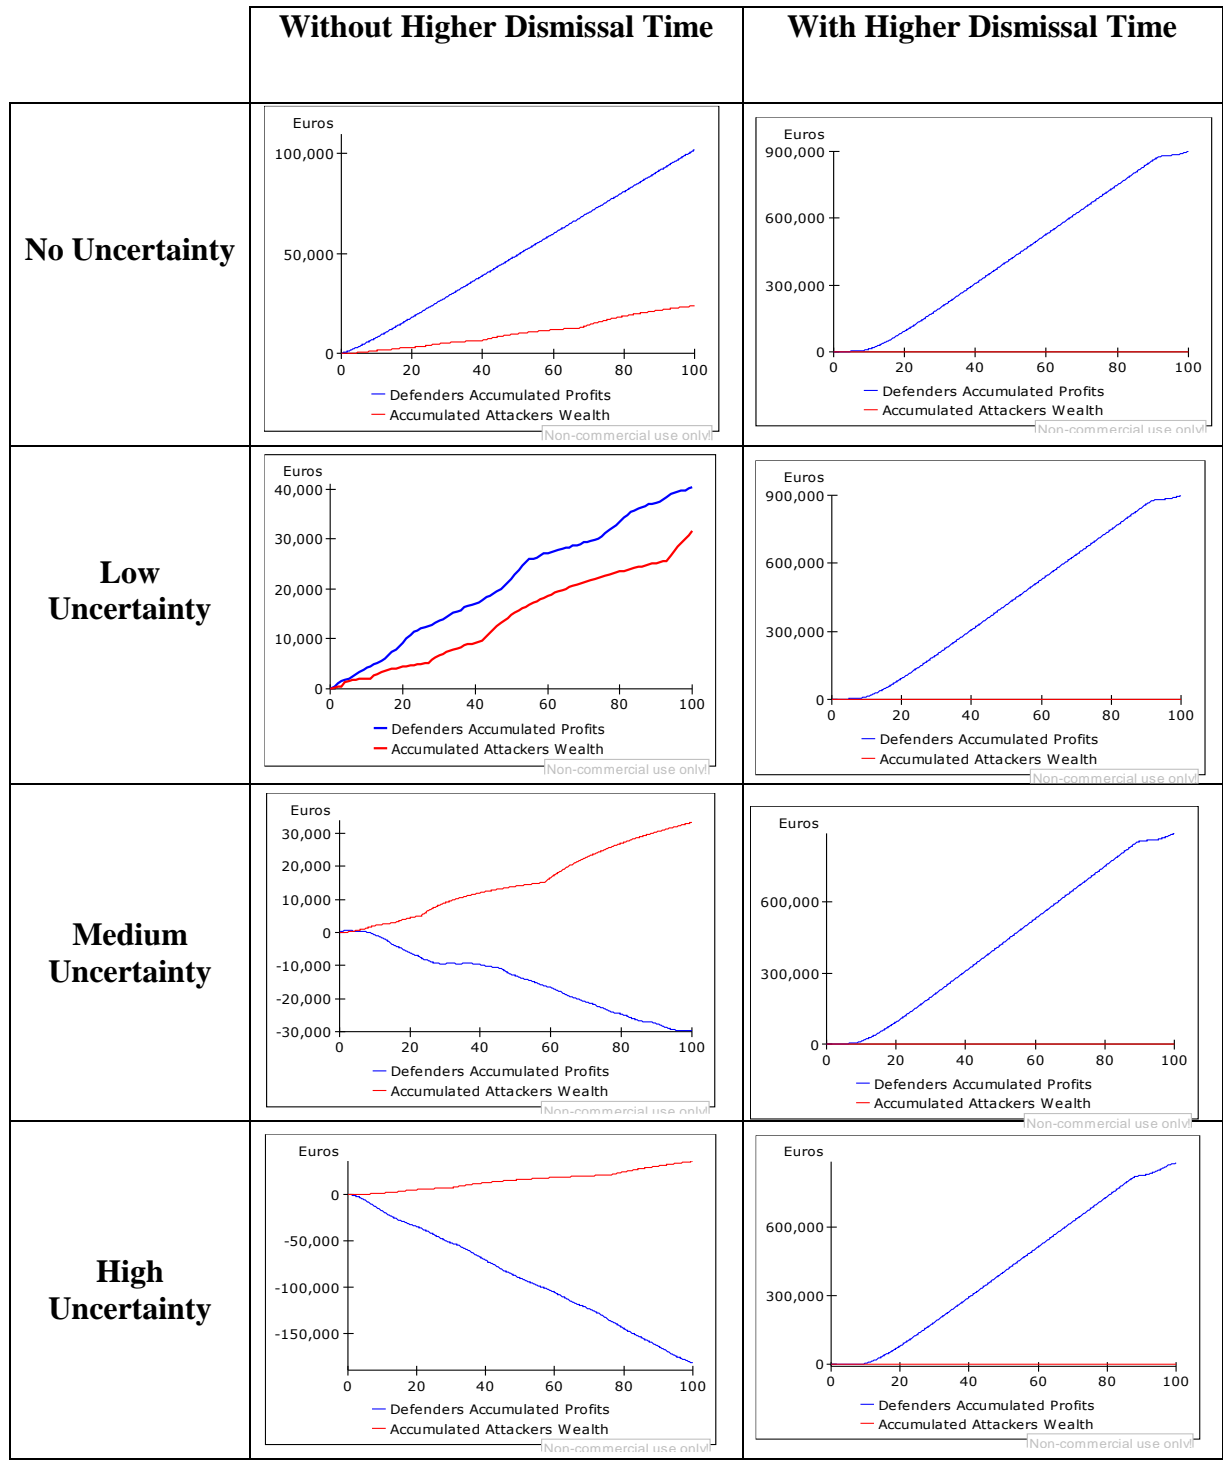 Without Higher Dismissal Time
With Higher Dismissal Time
No Uncertainty
Euros
100,000
50,000
0
0 20 40 60 80 100
Defenders Accumulated Profits
Accumulated Attackers Wealth
Non-commercial use only!
Euros
900,000
600,000
300,000
0
0 20 40 60 80 100
Defenders Accumulated Profits
Accumulated Attackers Wealth
Non-commercial use only!
Low
Uncertainty
Euros
40,000
30,000
20,000
10,000
0
0 20 40 60 80 100
Defenders Accumulated Profits
Accumulated Attackers Wealth
Non-commercial use only!
Euros
900,000
600,000
300,000
0
0 20 40 60 80 100
Defenders Accumulated Profits
Accumulated Attackers Wealth
Non-commercial use only!
Medium
Uncertainty
Euros
30,000
20,000
10,000
0
-10,000
-20,000
-30,000
0 20 40 60 80 100
Defenders Accumulated Profits
Accumulated Attackers Wealth
Non-commercial use only!
Euros
600,000
300,000
0
0 20 40 60 80 100
Defenders Accumulated Profits
Accumulated Attackers Wealth
Non-commercial use only!
High
Uncertainty
Euros
0
-50,000
-100,000
-150,000
0 20 40 60 80 100
Defenders Accumulated Profits
Accumulated Attackers Wealth
Non-commercial use only!
Euros
600,000
300,000
0
0 20 40 60 80 100
Defenders Accumulated Profits
Accumulated Attackers Wealth
Non-commercial use only!